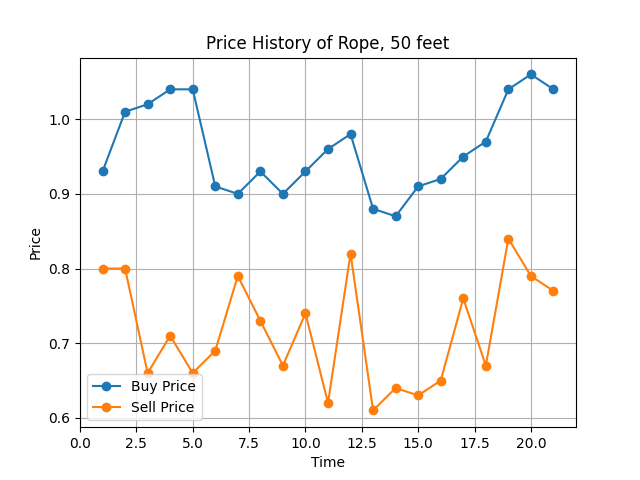 Price History of Rope, 50 feet
Price
1.0
0.9
0.8
0.7
0.6
Buy Price
Sell Price
0.0 2.5 5.0 7.5 10.0 12.5 15.0 17.5 20.0
Time